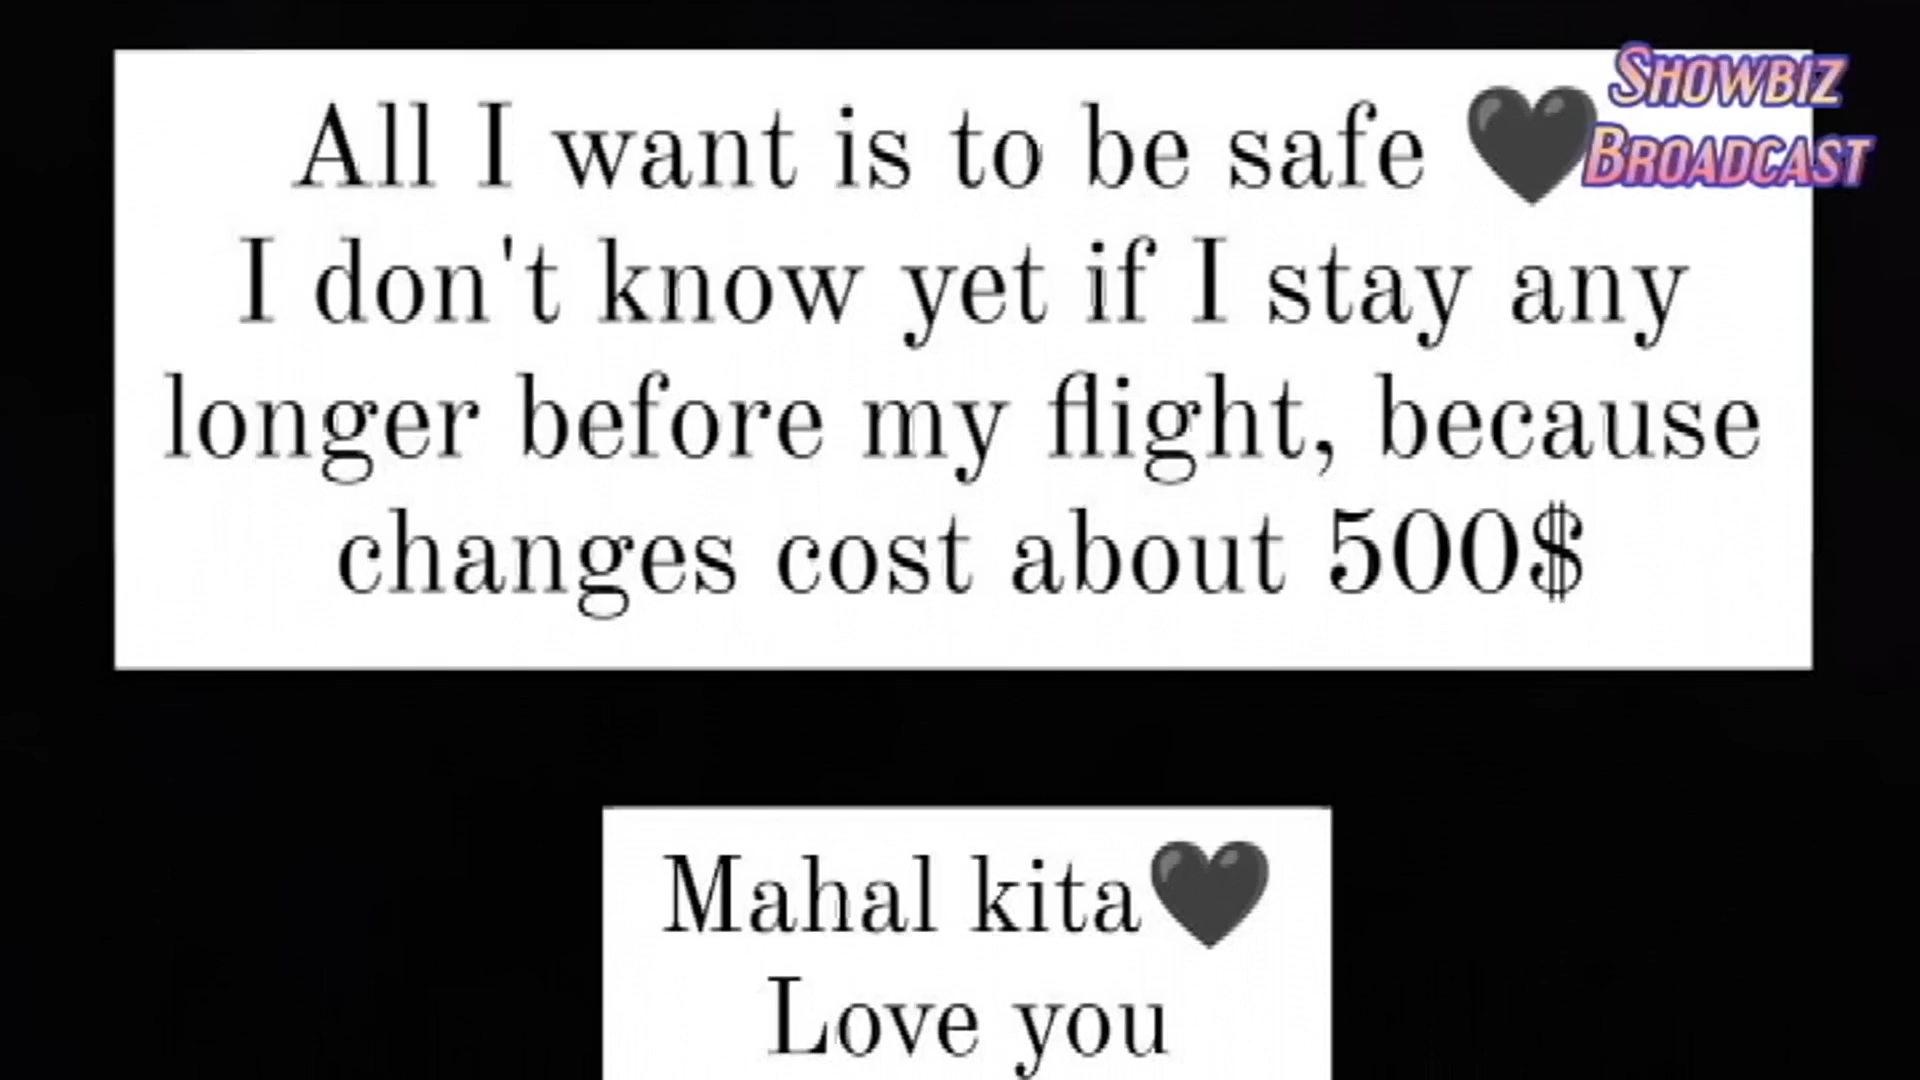 All I want is to be safe 🖤
I don't know yet if I stay any
longer before my flight, because
changes cost about 500$
SHOWBIZ
BROADCAST
Mahal kita🖤
Love you